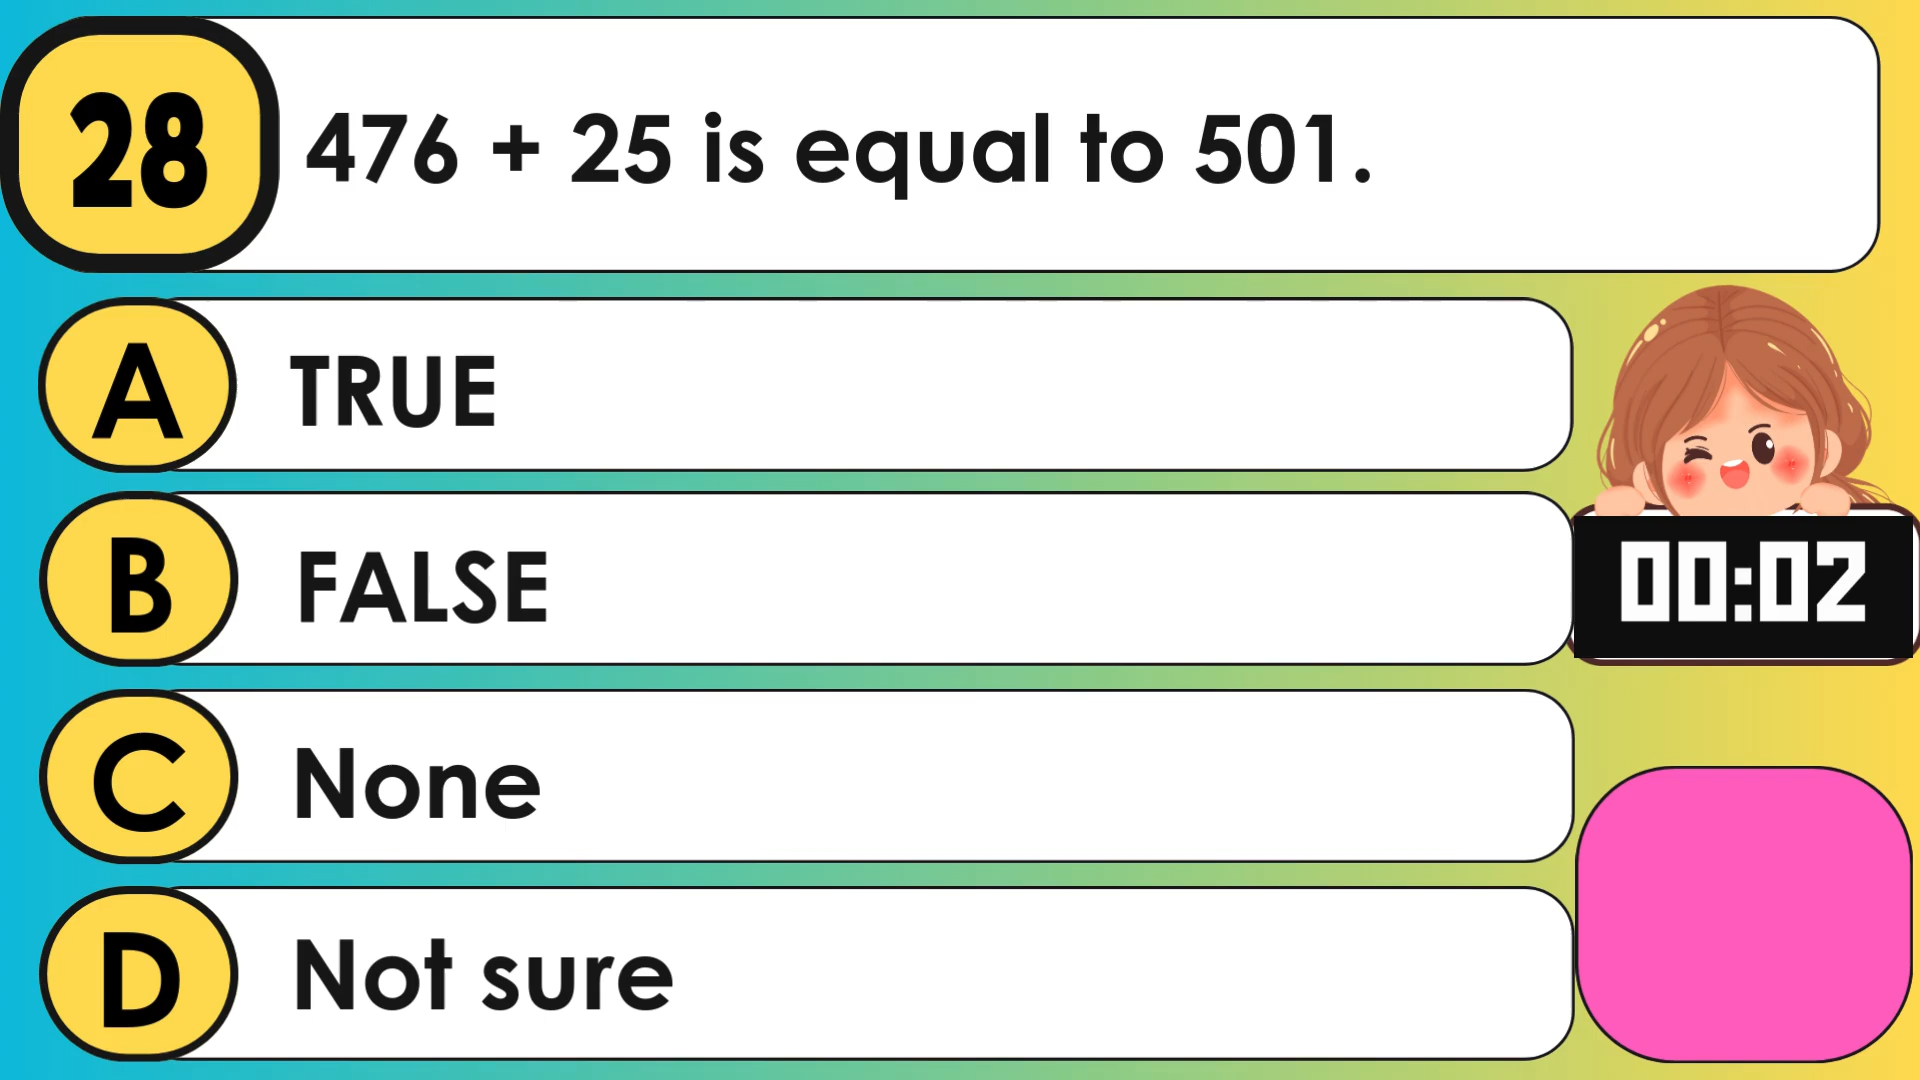 28
476 + 25 is equal to 501.
A
TRUE
B
FALSE
00:02
C
None
D
Not sure